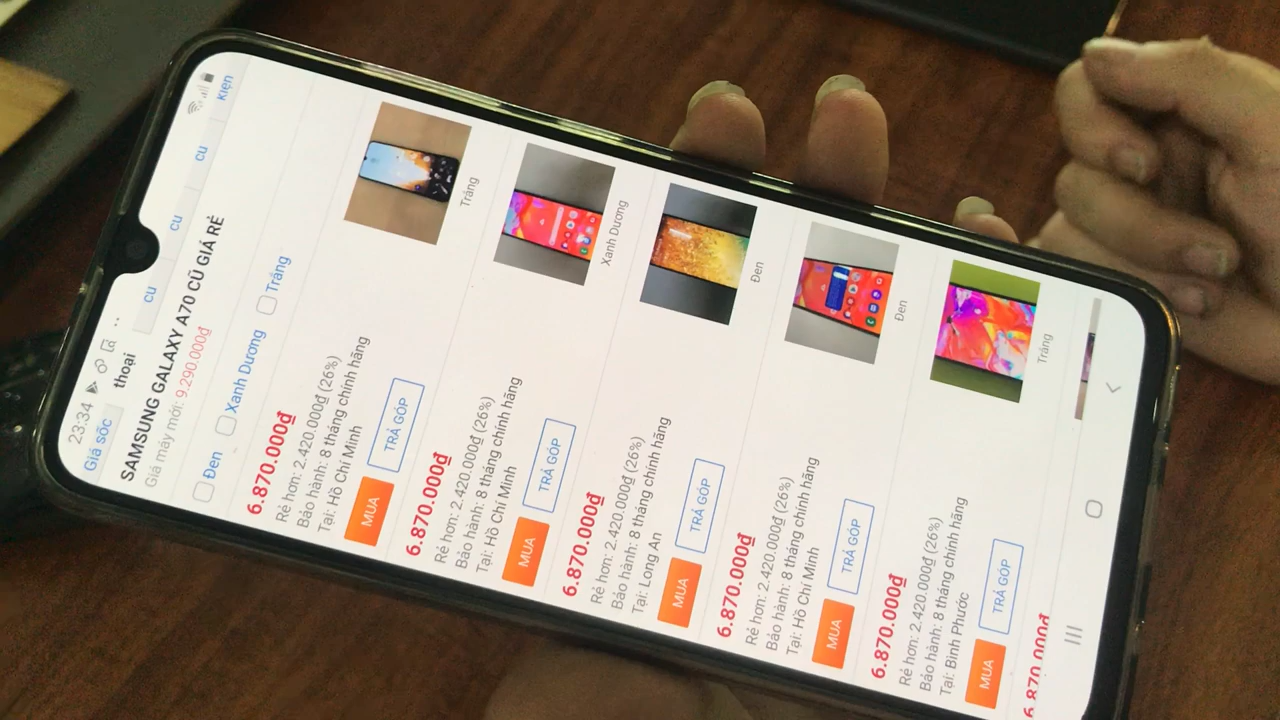 23:34
Giá sốc
thoại
cu
cu
cu
kiện
SAMSUNG GALAXY A70 CŨ GIÁ RẺ
Giá máy mới: 9.290.000₫
Đen
Xanh Dương
Trắng
6.870.000₫
Rẻ hơn: 2.420.000₫ (26%)
Bảo hành: 8 tháng chính hãng
Tại: Hồ Chí Minh
MUA
TRẢ GÓP
Trắng
6.870.000₫
Rẻ hơn: 2.420.000₫ (26%)
Bảo hành: 8 tháng chính hãng
Tại: Hồ Chí Minh
MUA
TRẢ GÓP
Xanh Dương
6.870.000₫
Rẻ hơn: 2.420.000₫ (26%)
Bảo hành: 8 tháng chính hãng
Tại: Long An
MUA
TRẢ GÓP
Đen
6.870.000₫
Rẻ hơn: 2.420.000₫ (26%)
Bảo hành: 8 tháng chính hãng
Tại: Hồ Chí Minh
MUA
TRẢ GÓP
Đen
6.870.000₫
Rẻ hơn: 2.420.000₫ (26%)
Bảo hành: 8 tháng chính hãng
Tại: Bình Phước
MUA
TRẢ GÓP
Trắng
6.870.000₫